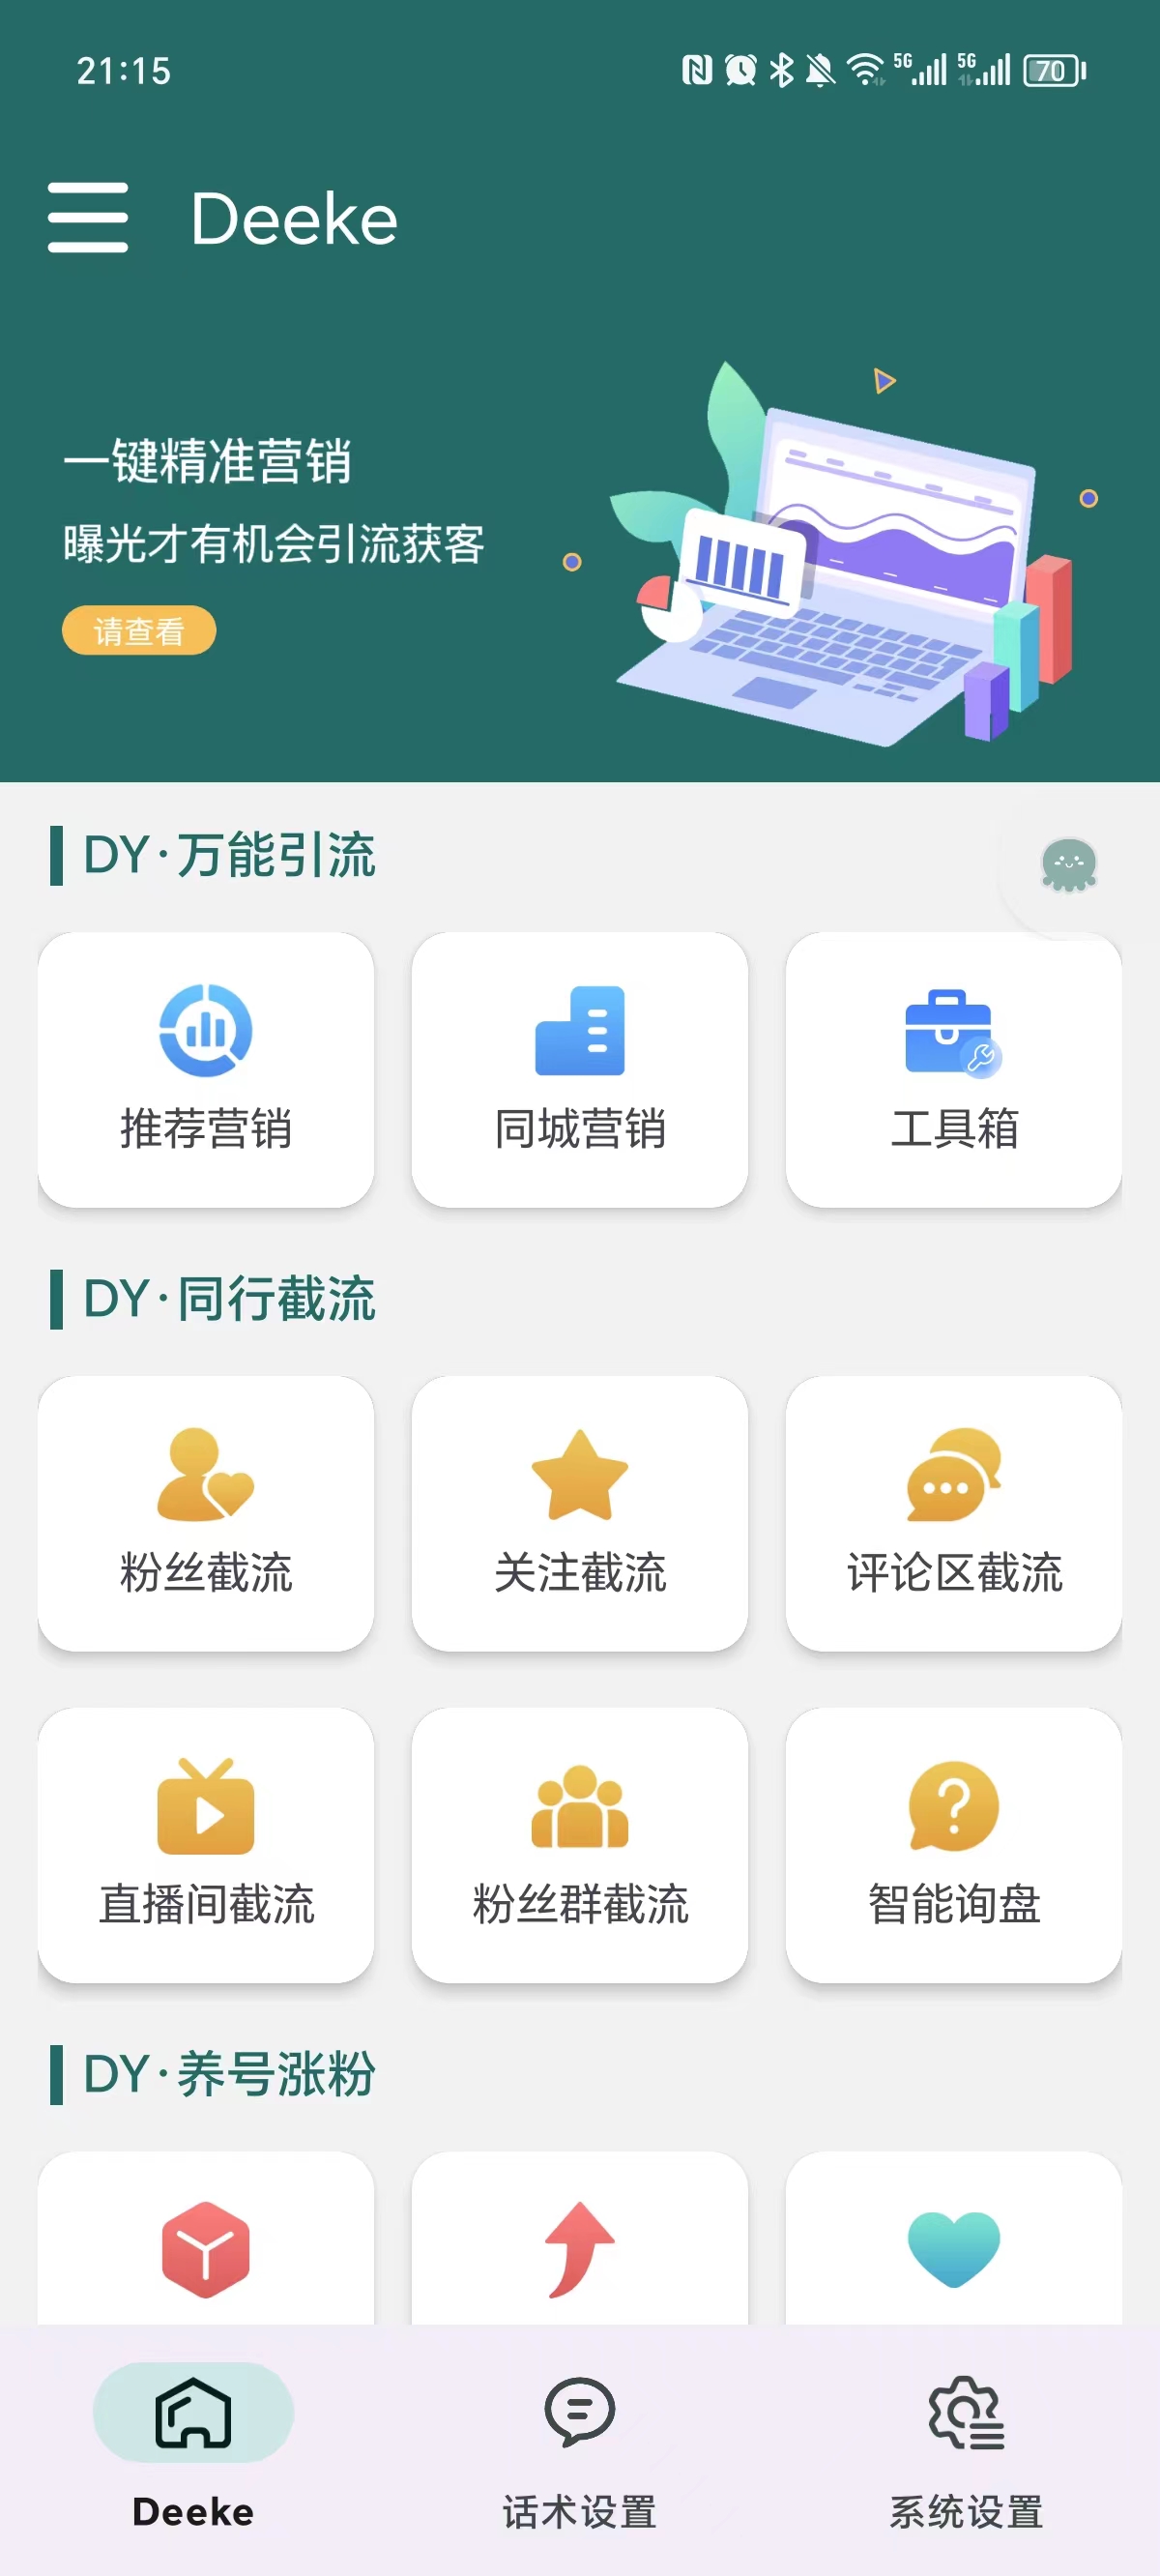 21:15
5G 5G 70
Deeke
一键精准营销
曝光才有机会引流获客
请查看
DY·万能引流
推荐营销 同城营销 工具箱
DY·同行截流
粉丝截流 关注截流 评论区截流
直播间截流 粉丝群截流 智能询盘
DY·养号涨粉
Deeke 话术设置 系统设置